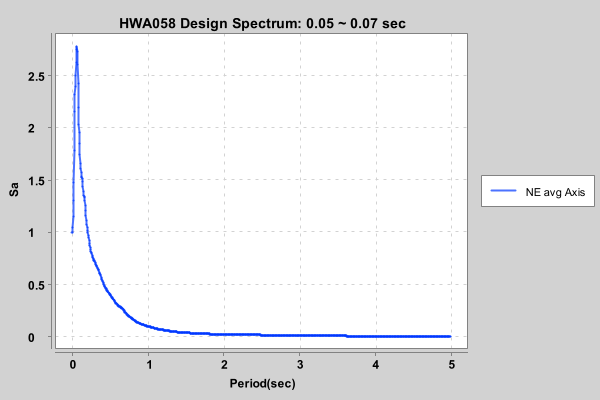 HWA058 Design Spectrum: 0.05 ~ 0.07 sec
2.5
2
1.5
1
0.5
0
Sa
NE avg Axis
0 1 2 3 4 5
Period(sec)